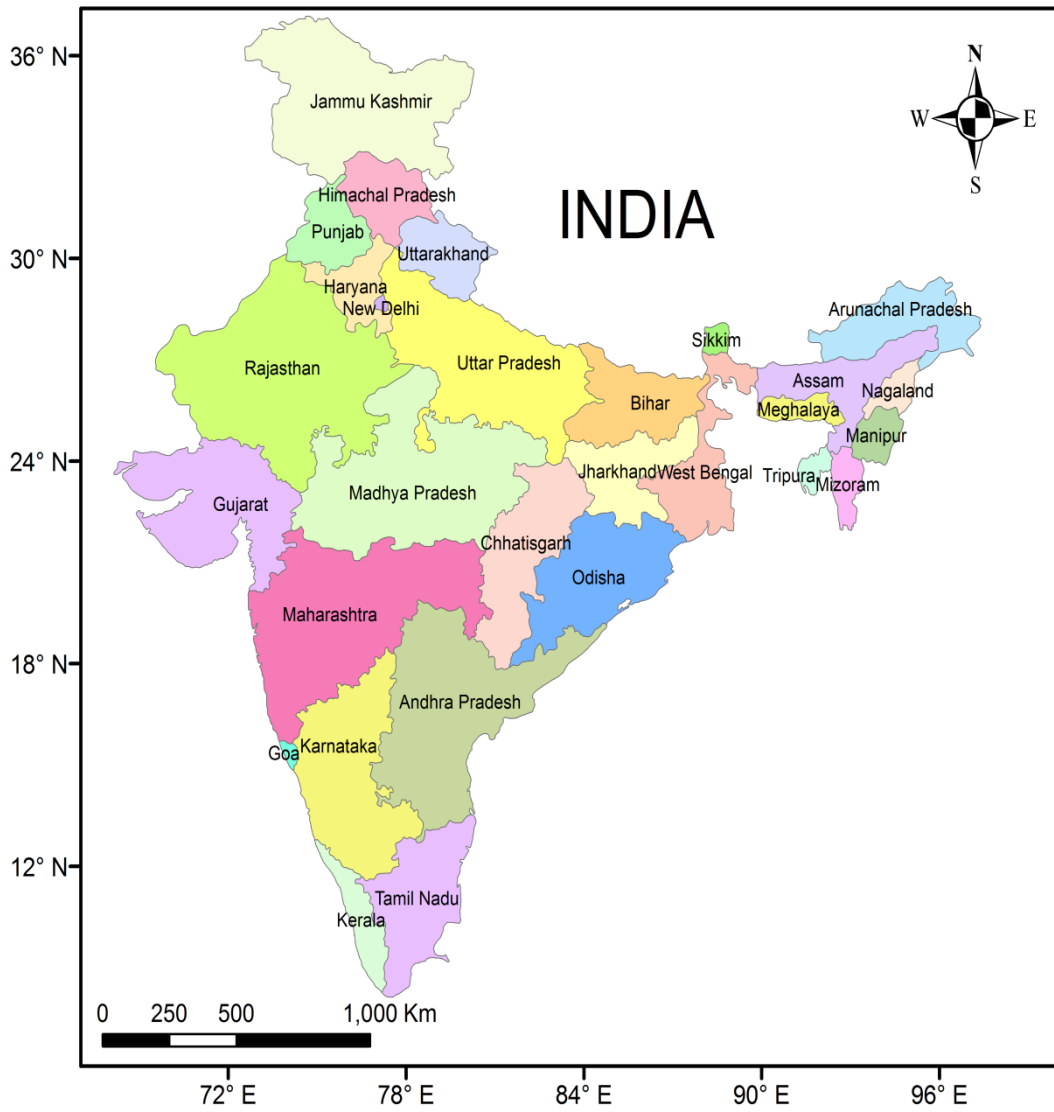 36° N
N
Jammu Kashmir
W
E
S
Himachal Pradesh
INDIA
Punjab
Uttarakhand
30° N
Haryana
New Delhi
Arunachal Pradesh
Sikkim
Rajasthan
Uttar Pradesh
Assam
Nagaland
Bihar
Meghalaya
Manipur
24° N
Jharkhand
West Bengal
Tripura
Mizoram
Madhya Pradesh
Gujarat
Chhatisgarh
Odisha
Maharashtra
18° N
Andhra Pradesh
Karnataka
Goa
12° N
Tamil Nadu
Kerala
0 250 500 1,000 Km
72° E 78° E 84° E 90° E 96° E